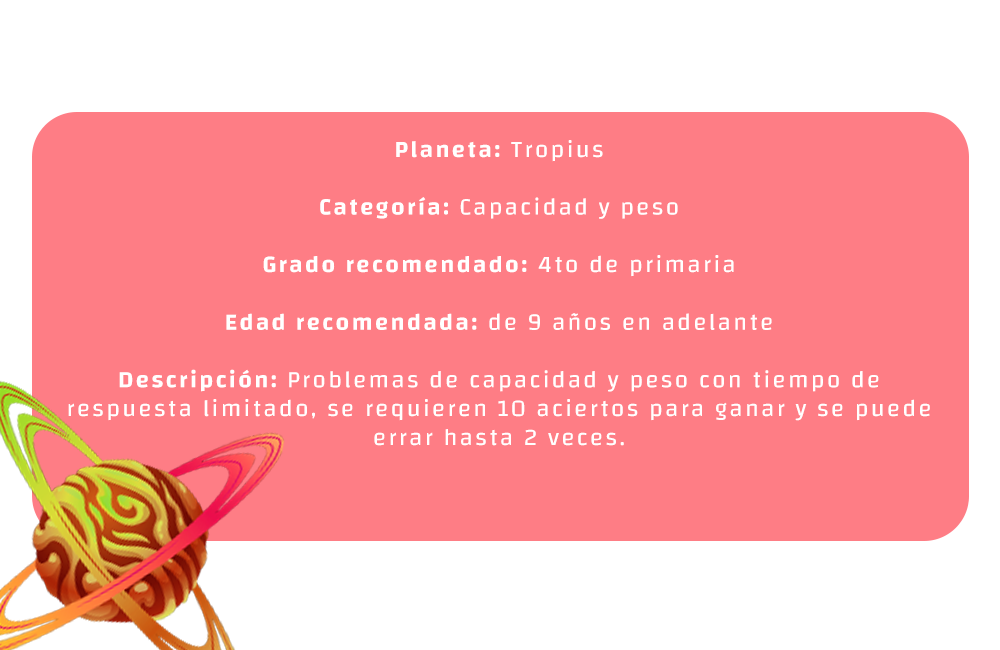 Planeta: Tropius
Categoría: Capacidad y peso
Grado recomendado: 4to de primaria
Edad recomendada: de 9 años en adelante
Descripción: Problemas de capacidad y peso con tiempo de
respuesta limitado, se requieren 10 aciertos para ganar y se puede
errar hasta 2 veces.